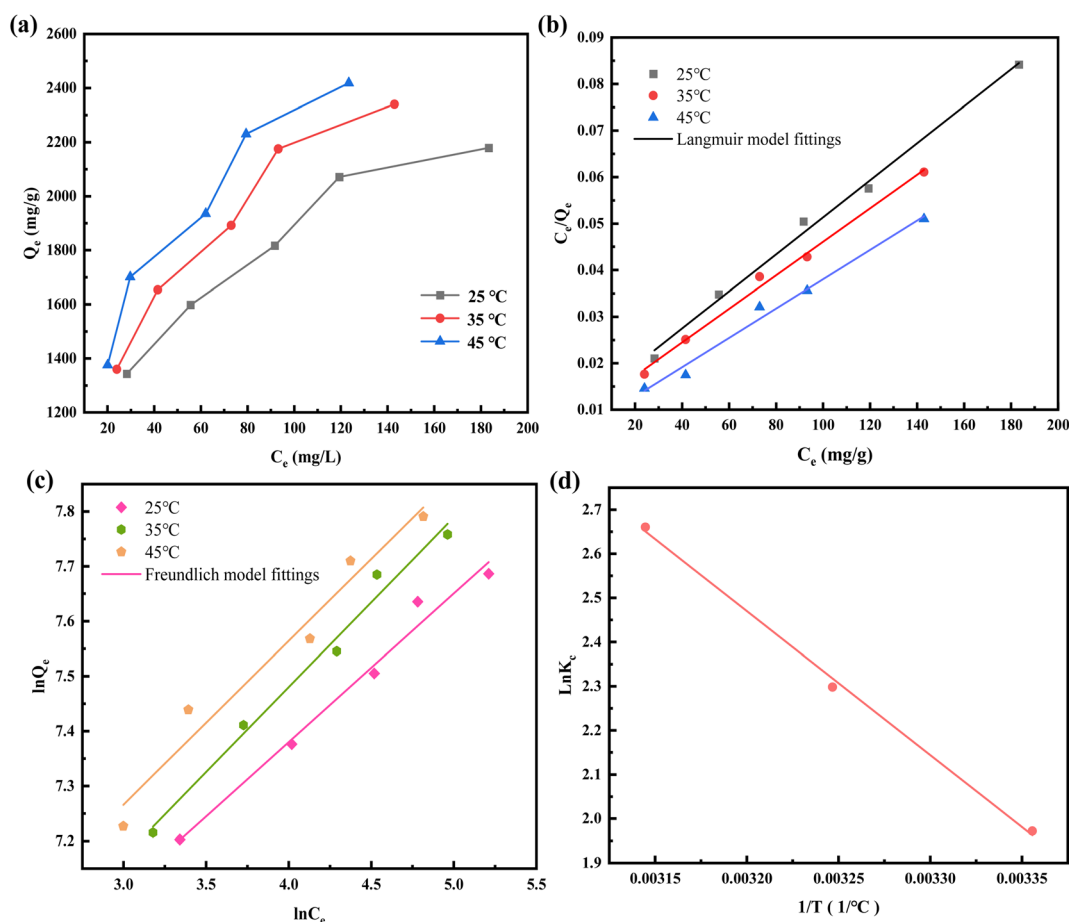 (a)
2600
2400
2200
2000
1800
1600
1400
1200
Qe (mg/g)
25 ℃
35 ℃
45 ℃
20 40 60 80 100 120 140 160 180 200
Ce (mg/L)
(b)
0.09
0.08
0.07
0.06
0.05
0.04
0.03
0.02
0.01
Ce/Qe
25℃
35℃
45℃
Langmuir model fittings
20 40 60 80 100 120 140 160 180 200
Ce (mg/g)
(c)
7.8
7.7
7.6
7.5
7.4
7.3
7.2
lnQe
25℃
35℃
45℃
Freundlich model fittings
3.0 3.5 4.0 4.5 5.0 5.5
lnCe
(d)
2.7
2.6
2.5
2.4
2.3
2.2
2.1
2.0
1.9
LnKc
0.00315 0.00320 0.00325 0.00330 0.00335
1/T ( 1/℃)